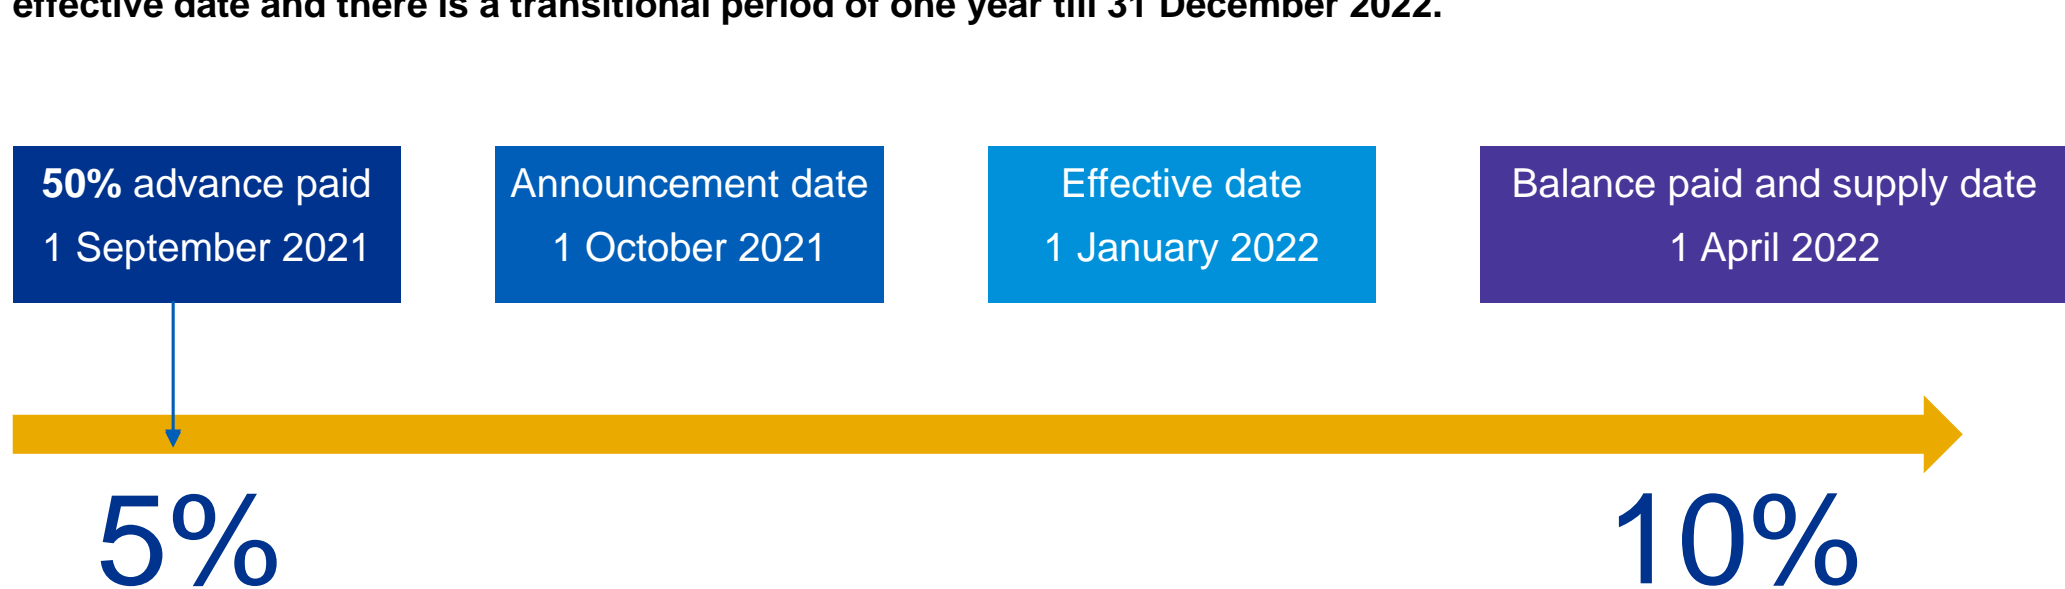 effective date and there is a transitional period of one year till 31 December 2022.
50% advance paid
1 September 2021
Announcement date
1 October 2021
Effective date
1 January 2022
Balance paid and supply date
1 April 2022
5%
10%